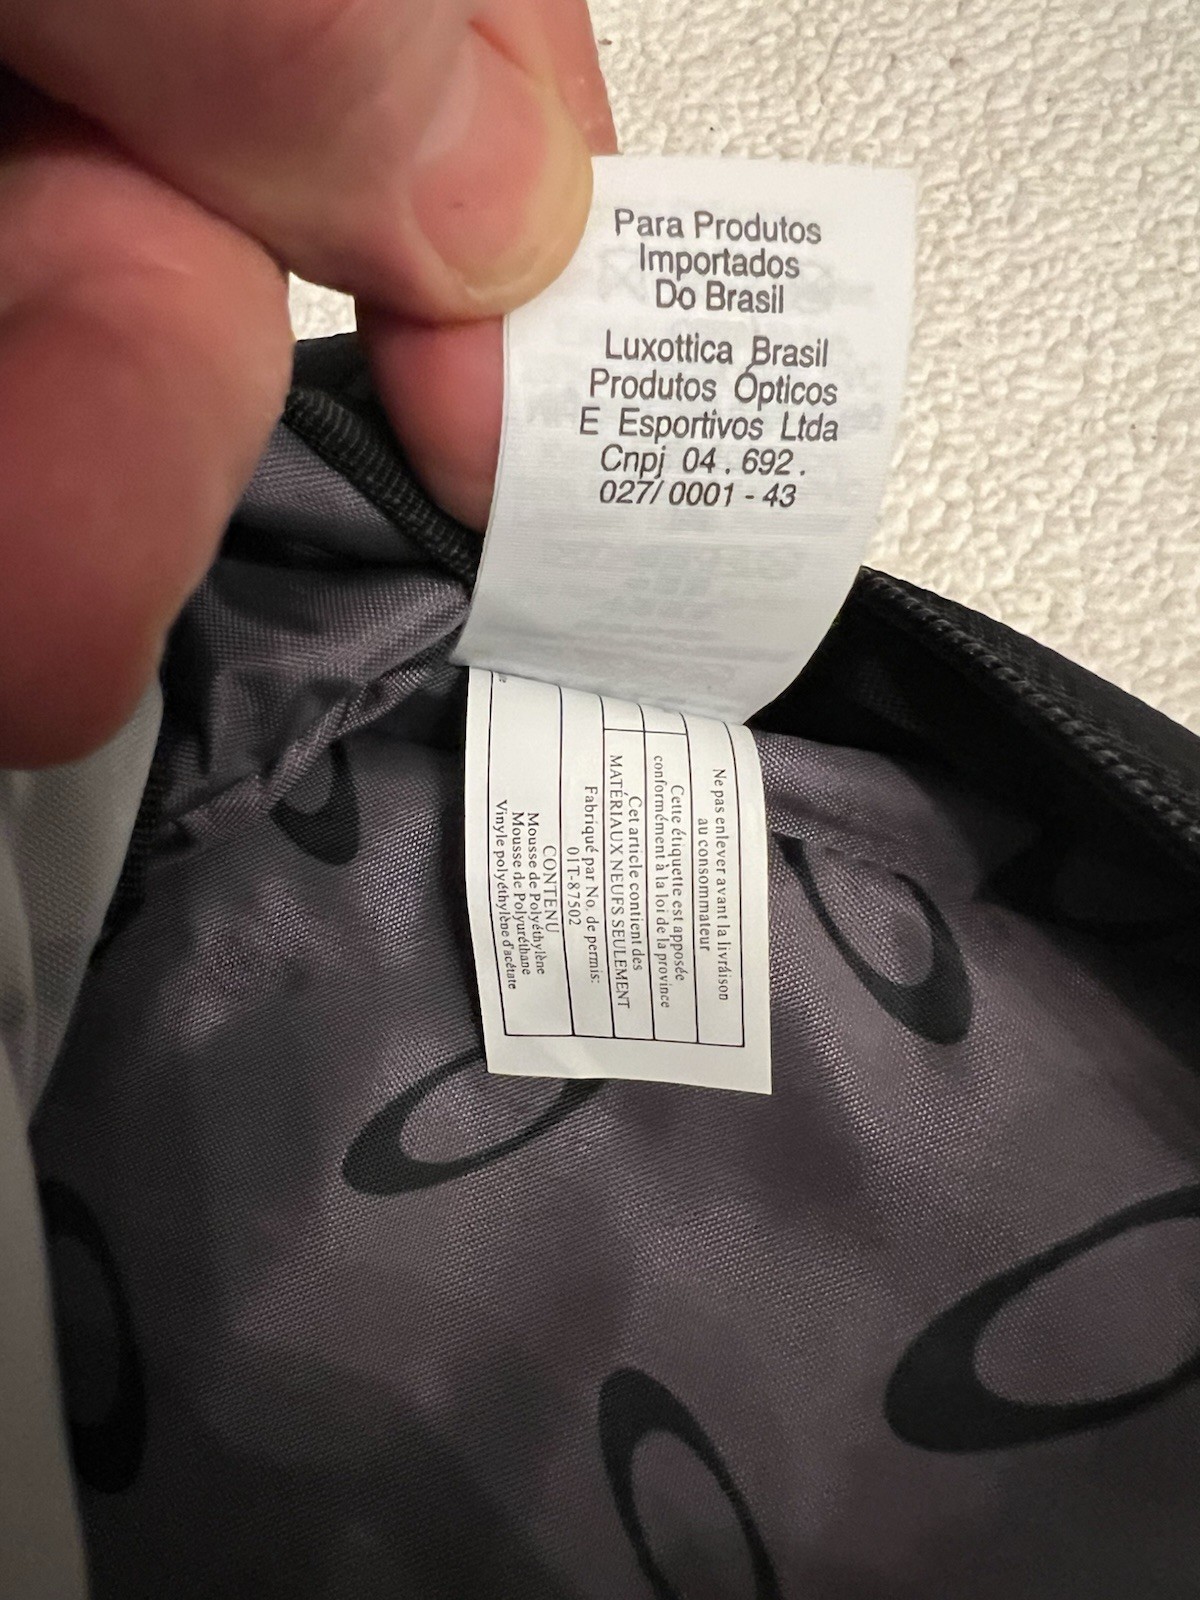 Para Produtos
Importados
Do Brasil
Luxottica Brasil
Produtos Ópticos
E Esportivos Ltda
Cnpj 04 . 692 .
027/ 0001 - 43
Ne pas enlever avant la livráison
au consommateur
Cette étiquette est apposée
conformément à la loi de la province
Cet article contient des
MATÉRIAUX NEUFS SEULEMENT
Fabriqué par No. de permis:
01T-87502
CONTENU
Mousse de Polyéthylène
Mousse de Polyuréthane
Vinyle polyéthylène d'acétate